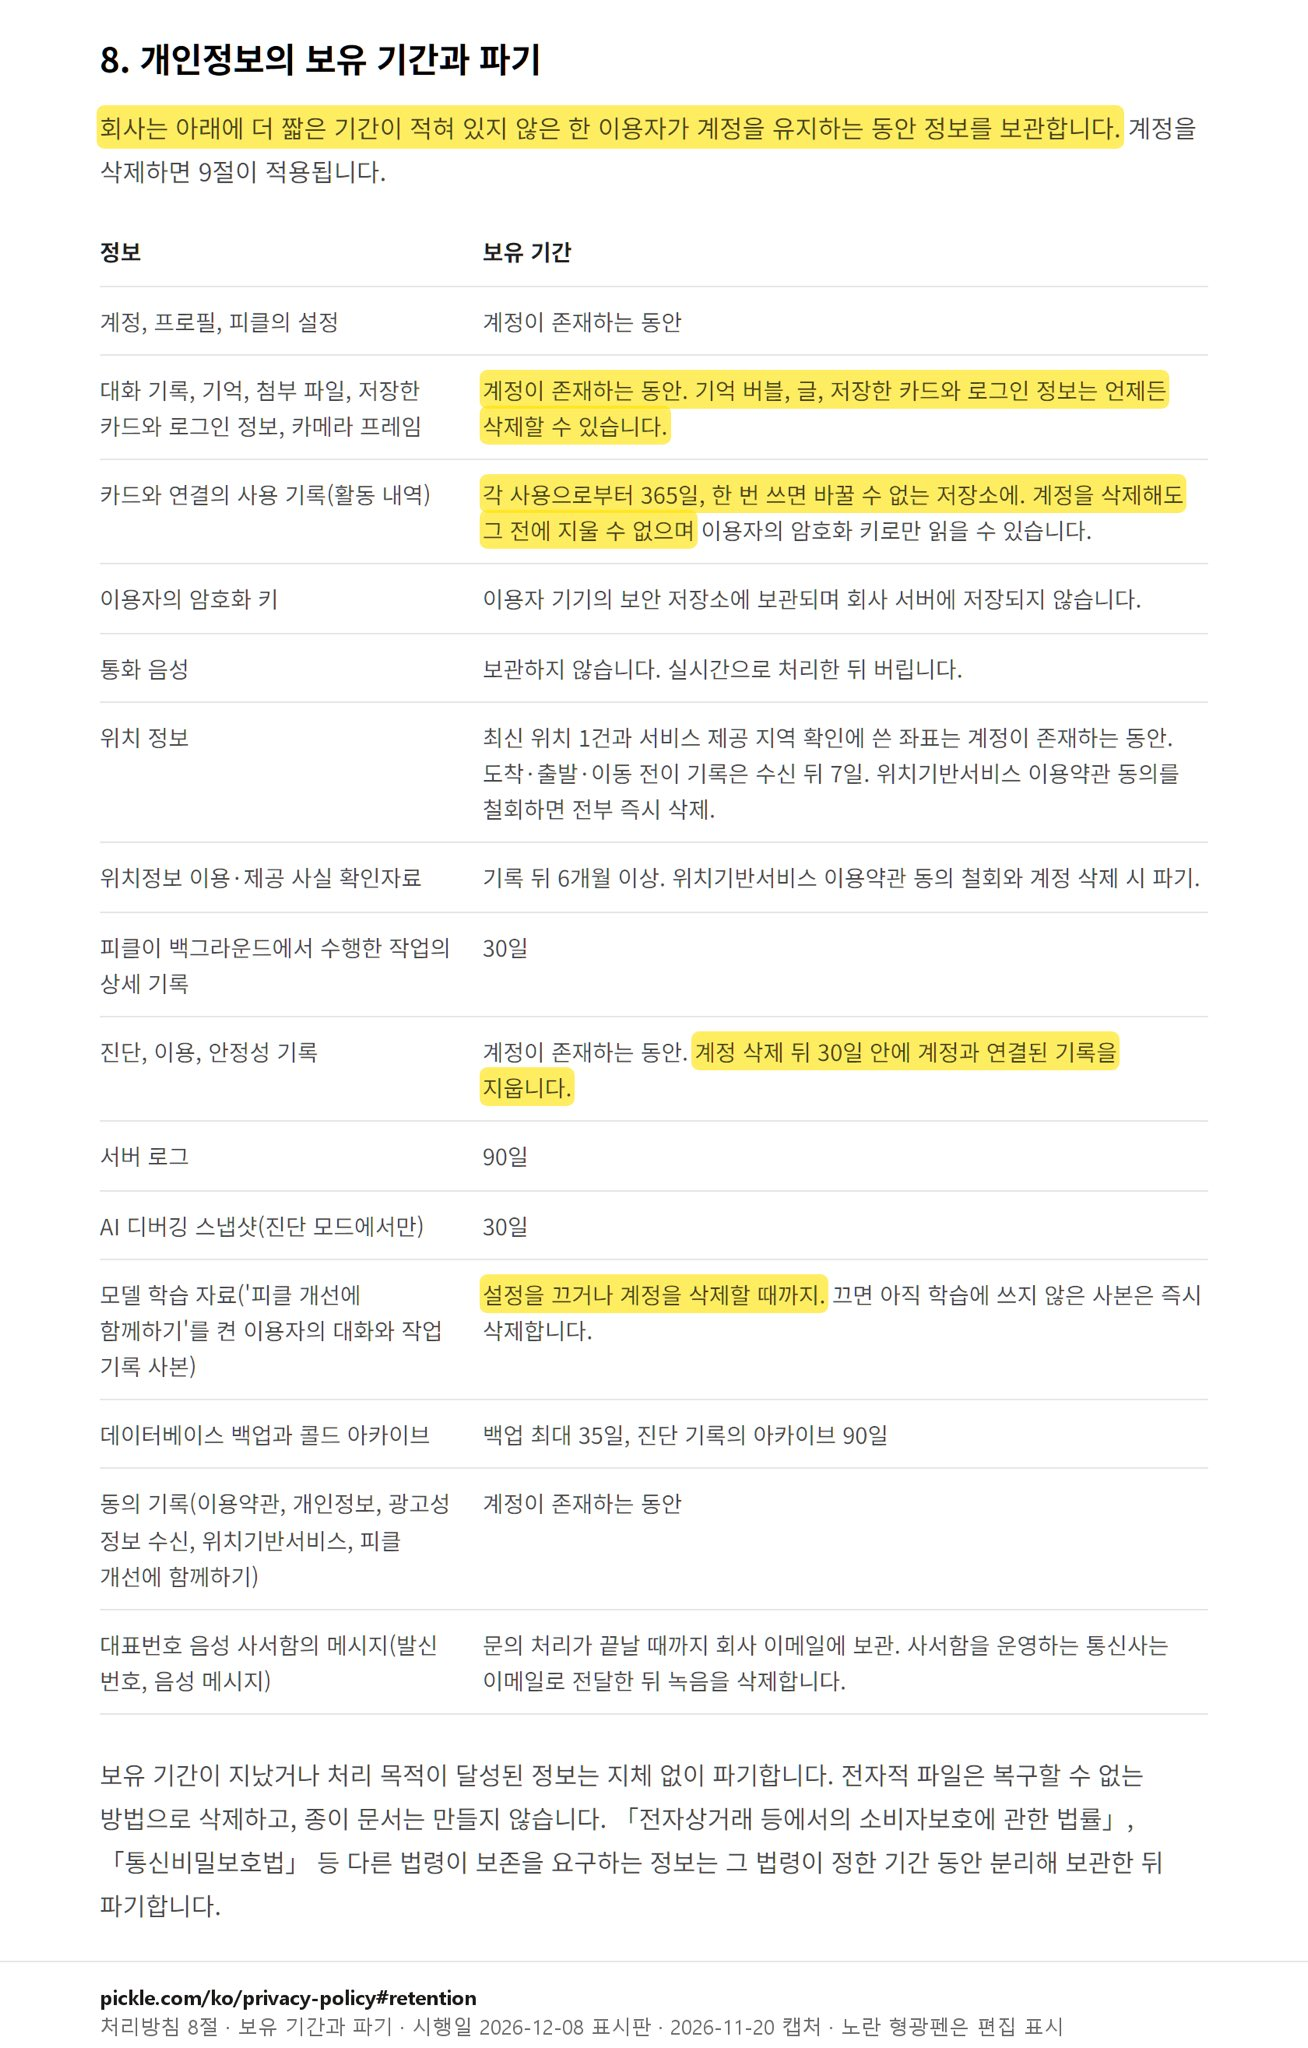 8. 개인정보의 보유 기간과 파기
회사는 아래에 더 짧은 기간이 적혀 있지 않은 한 이용자가 계정을 유지하는 동안 정보를 보관합니다. 계정을
삭제하면 9절이 적용됩니다.
정보 보유 기간
계정, 프로필, 피클의 설정 계정이 존재하는 동안
대화 기록, 기억, 첨부 파일, 저장한 계정이 존재하는 동안. 기억 버블, 글, 저장한 카드와 로그인 정보는 언제든
카드와 로그인 정보, 카메라 프레임 삭제할 수 있습니다.
카드와 연결의 사용 기록(활동 내역) 각 사용으로부터 365일, 한 번 쓰면 바꿀 수 없는 저장소에. 계정을 삭제해도
그 전에 지울 수 없으며 이용자의 암호화 키로만 읽을 수 있습니다.
이용자의 암호화 키 이용자 기기의 보안 저장소에 보관되며 회사 서버에 저장되지 않습니다.
통화 음성 보관하지 않습니다. 실시간으로 처리한 뒤 버립니다.
위치 정보 최신 위치 1건과 서비스 제공 지역 확인에 쓴 좌표는 계정이 존재하는 동안.
도착·출발·이동 전이 기록은 수신 뒤 7일. 위치기반서비스 이용약관 동의를
철회하면 전부 즉시 삭제.
위치정보 이용·제공 사실 확인자료 기록 뒤 6개월 이상. 위치기반서비스 이용약관 동의 철회와 계정 삭제 시 파기.
피클이 백그라운드에서 수행한 작업의 30일
상세 기록
진단, 이용, 안정성 기록 계정이 존재하는 동안. 계정 삭제 뒤 30일 안에 계정과 연결된 기록을
지웁니다.
서버 로그 90일
AI 디버깅 스냅샷(진단 모드에서만) 30일
모델 학습 자료('피클 개선에 설정을 끄거나 계정을 삭제할 때까지. 끄면 아직 학습에 쓰지 않은 사본은 즉시
함께하기'를 켠 이용자의 대화와 작업 삭제합니다.
기록 사본)
데이터베이스 백업과 콜드 아카이브 백업 최대 35일, 진단 기록의 아카이브 90일
동의 기록(이용약관, 개인정보, 광고성 계정이 존재하는 동안
정보 수신, 위치기반서비스, 피클
개선에 함께하기)
대표번호 음성 사서함의 메시지(발신 문의 처리가 끝날 때까지 회사 이메일에 보관. 사서함을 운영하는 통신사는
번호, 음성 메시지) 이메일로 전달한 뒤 녹음을 삭제합니다.
보유 기간이 지났거나 처리 목적이 달성된 정보는 지체 없이 파기합니다. 전자적 파일은 복구할 수 없는
방법으로 삭제하고, 종이 문서는 만들지 않습니다. 「전자상거래 등에서의 소비자보호에 관한 법률」,
「통신비밀보호법」 등 다른 법령이 보존을 요구하는 정보는 그 법령이 정한 기간 동안 분리해 보관한 뒤
파기합니다.
pickle.com/ko/privacy-policy#retention
처리방침 8절 · 보유 기간과 파기 · 시행일 2026-12-08 표시판 · 2026-11-20 캡처 · 노란 형광펜은 편집 표시